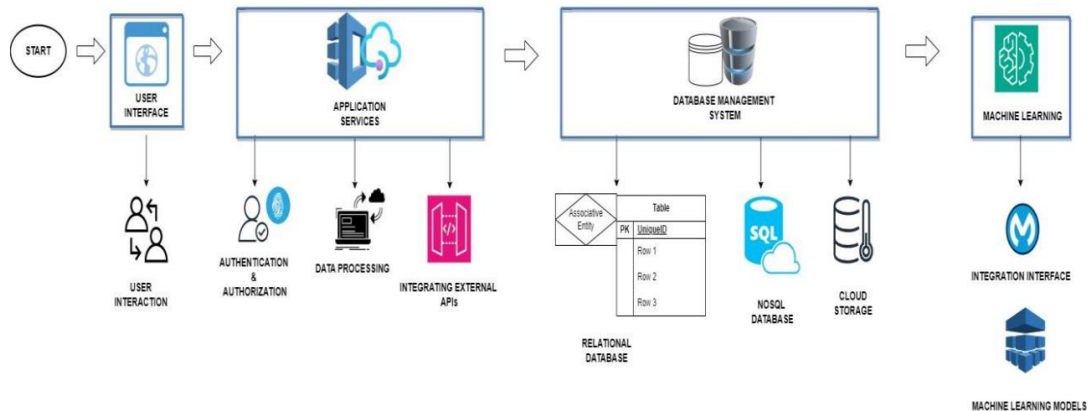 START
USER
INTERFACE
APPLICATION
SERVICES
DATABASE MANAGEMENT
SYSTEM
MACHINE LEARNING
USER
INTERACTION
AUTHENTICATION
&
AUTHORIZATION
DATA PROCESSING
</>
INTEGRATING EXTERNAL
APIs
Associative
Entity
Table
PK UniqueID
Row 1
Row 2
Row 3
RELATIONAL
DATABASE
SQL
NOSQL
DATABASE
CLOUD
STORAGE
INTEGRATION INTERFACE
MACHINE LEARNING MODELS